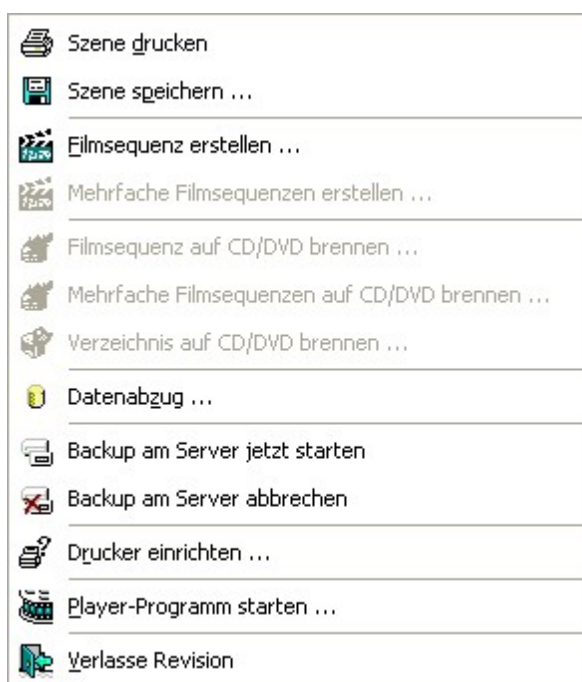 Szene drucken
Szene speichern ...
Filmsequenz erstellen ...
Mehrfache Filmsequenzen erstellen ...
Filmsequenz auf CD/DVD brennen ...
Mehrfache Filmsequenzen auf CD/DVD brennen ...
Verzeichnis auf CD/DVD brennen ...
Datenabzug ...
Backup am Server jetzt starten
Backup am Server abbrechen
Drucker einrichten ...
Player-Programm starten ...
Verlasse Revision